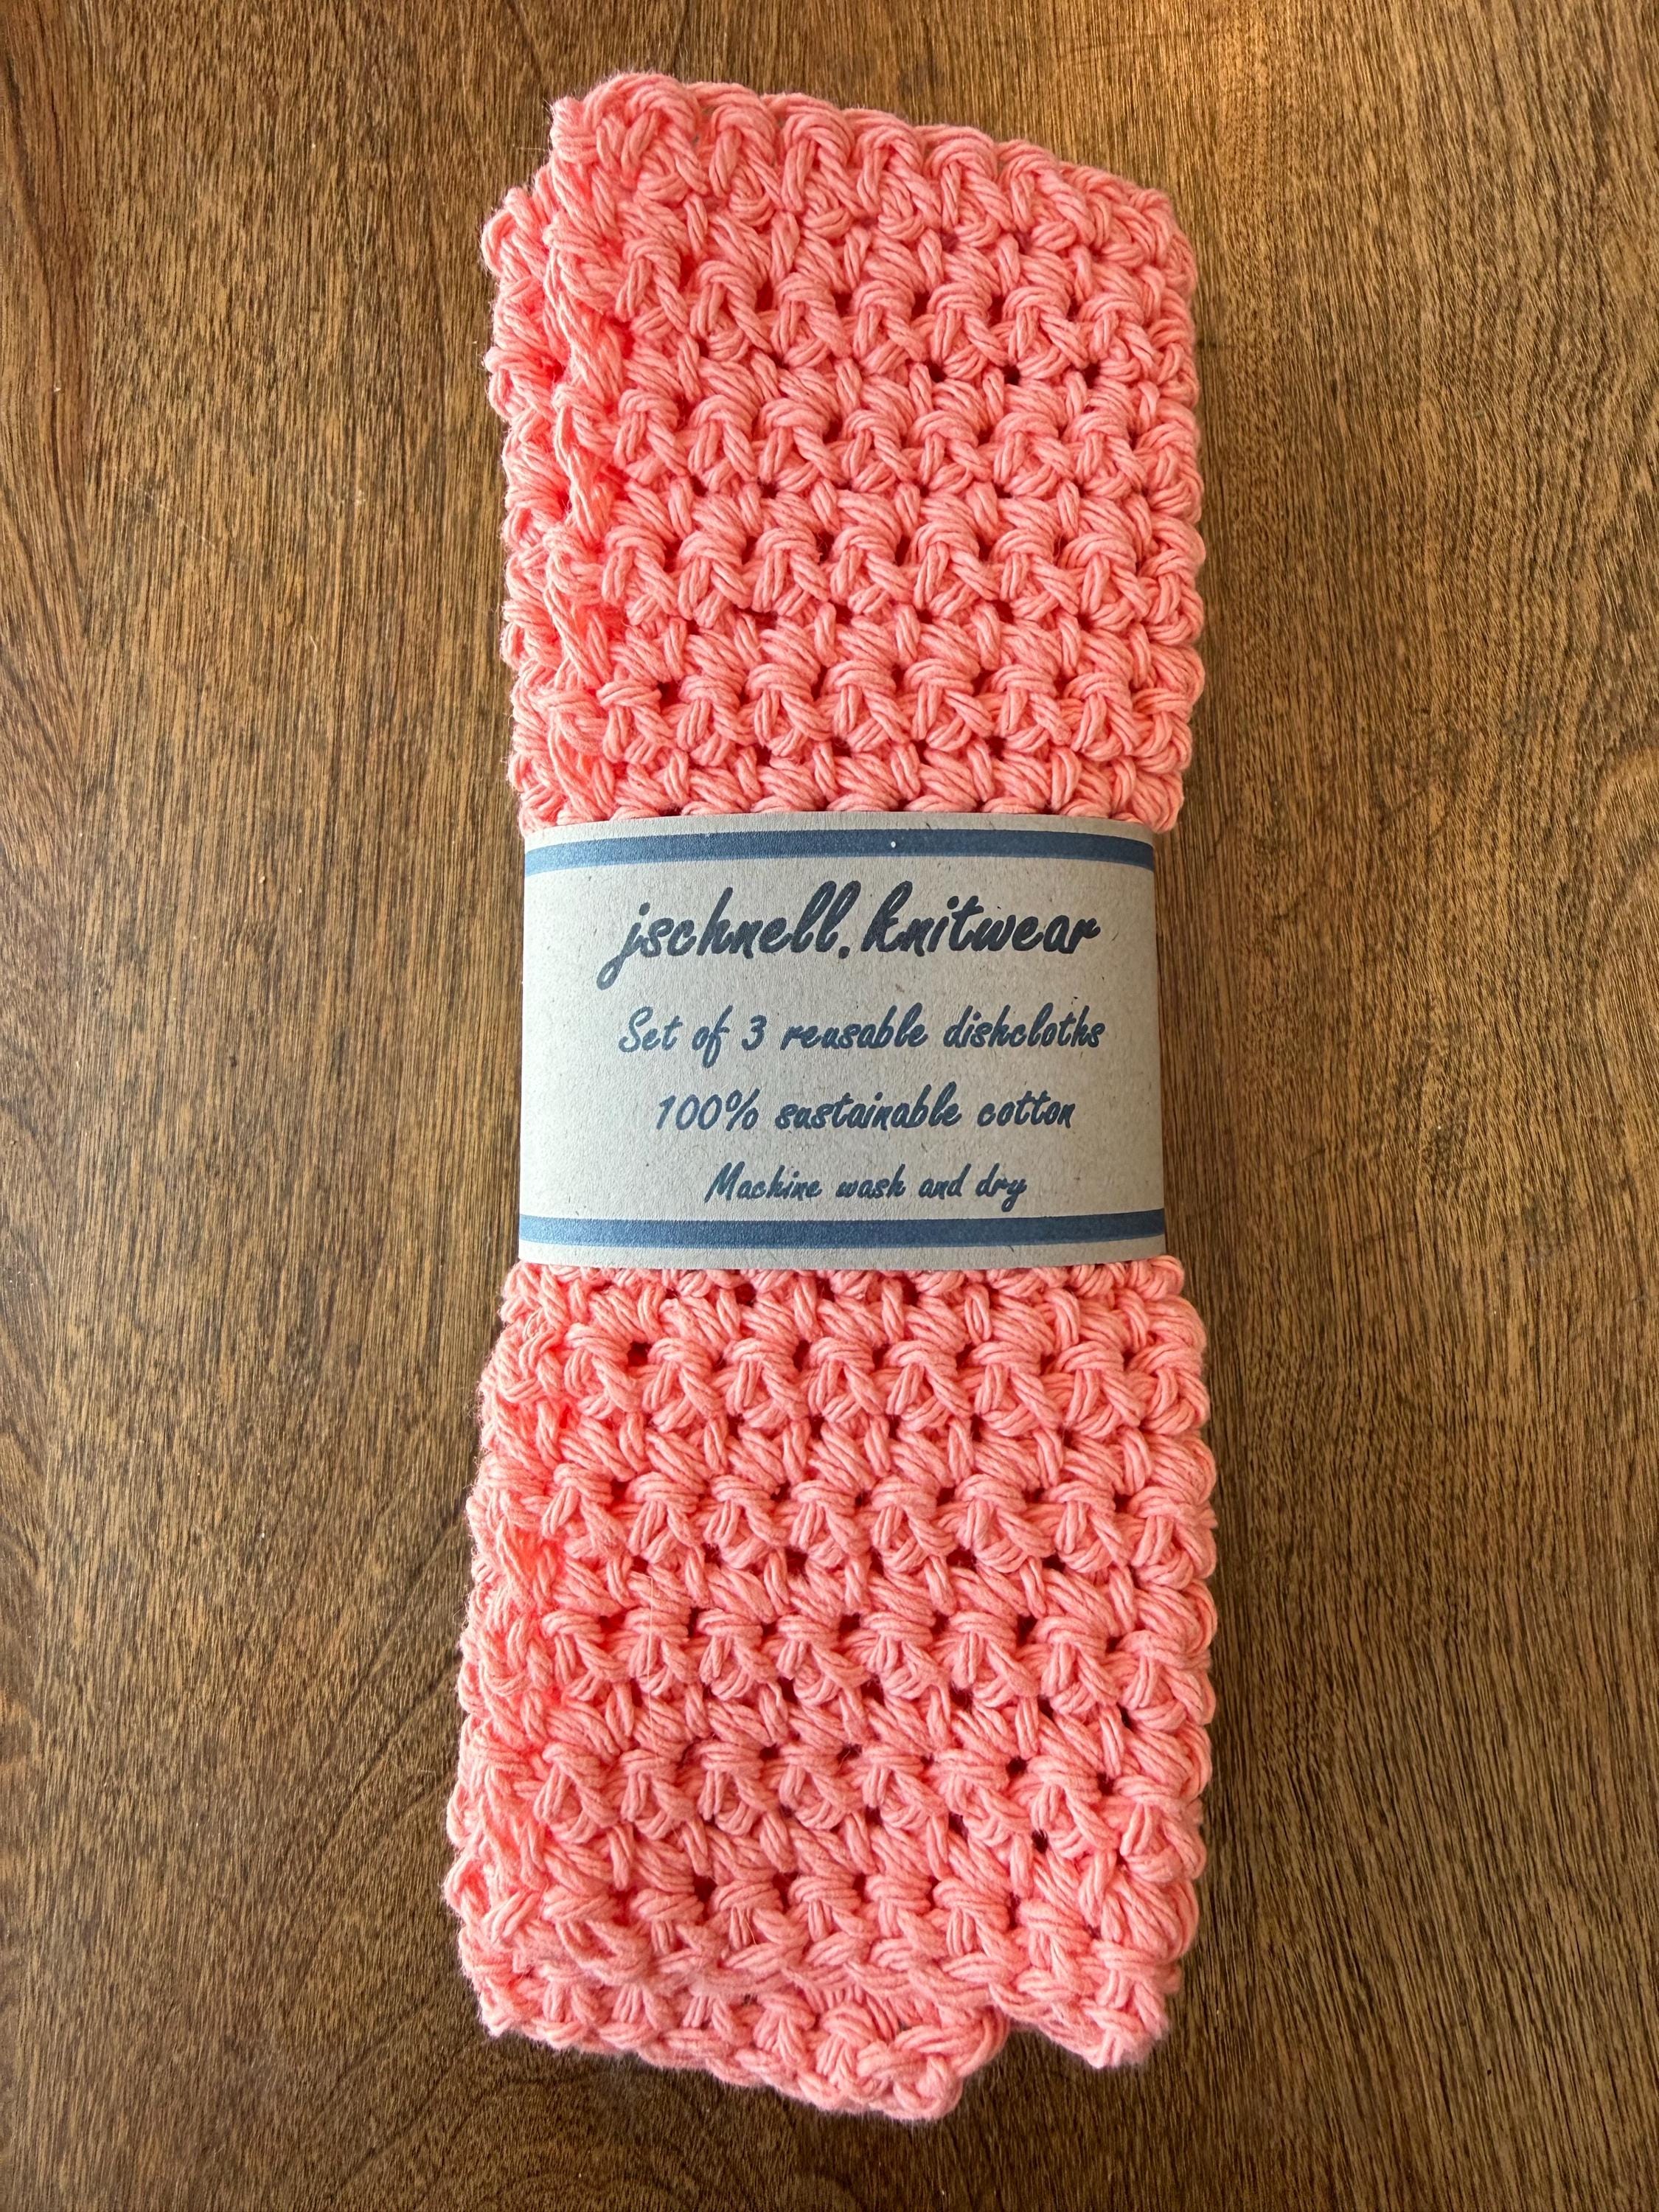 jschnell.knitwear
Set of 3 reusable dishcloths
100% sustainable cotton
Machine wash and dry